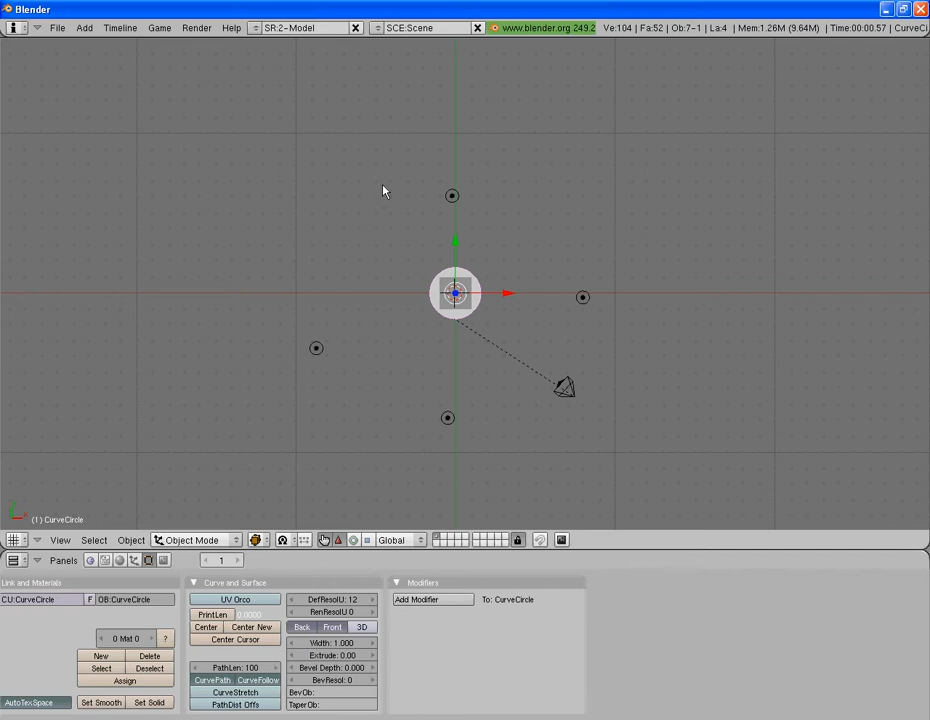 Blender
File Add Timeline Game Render Help SR:2-Model SCE:Scene www.blender.org 249.2 Ve:104 | Fa:52 | Ob:7-1 | La:4 | Mem:1.26M (9.64M) | Time:00:00.57 | CurveCi
(1) CurveCircle
View Select Object Object Mode Global
Panels 1
Link and Materials Curve and Surface Modifiers
CU:CurveCircle F OB:CurveCircle UV Orco DefResolU: 12 Add Modifier To: CurveCircle
PrintLen 0.0000 RenResolU 0
Center Center New Back Front 3D
0 Mat 0 ? Center Cursor Width: 1.000
New Delete Extrude: 0.00
Select Deselect PathLen: 100 Bevel Depth: 0.000
Assign CurvePath CurveFollow BevResol: 0
CurveStretch BevOb:
AutoTexSpace Set Smooth Set Solid PathDist Offs TaperOb: